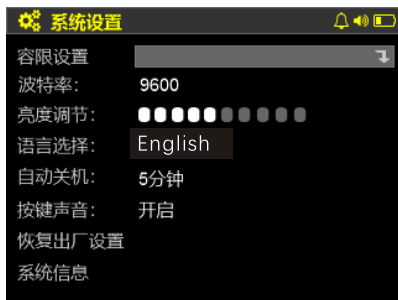 系统设置
容限设置
波特率: 9600
亮度调节:
语言选择: English
自动关机: 5分钟
按键声音: 开启
恢复出厂设置
系统信息